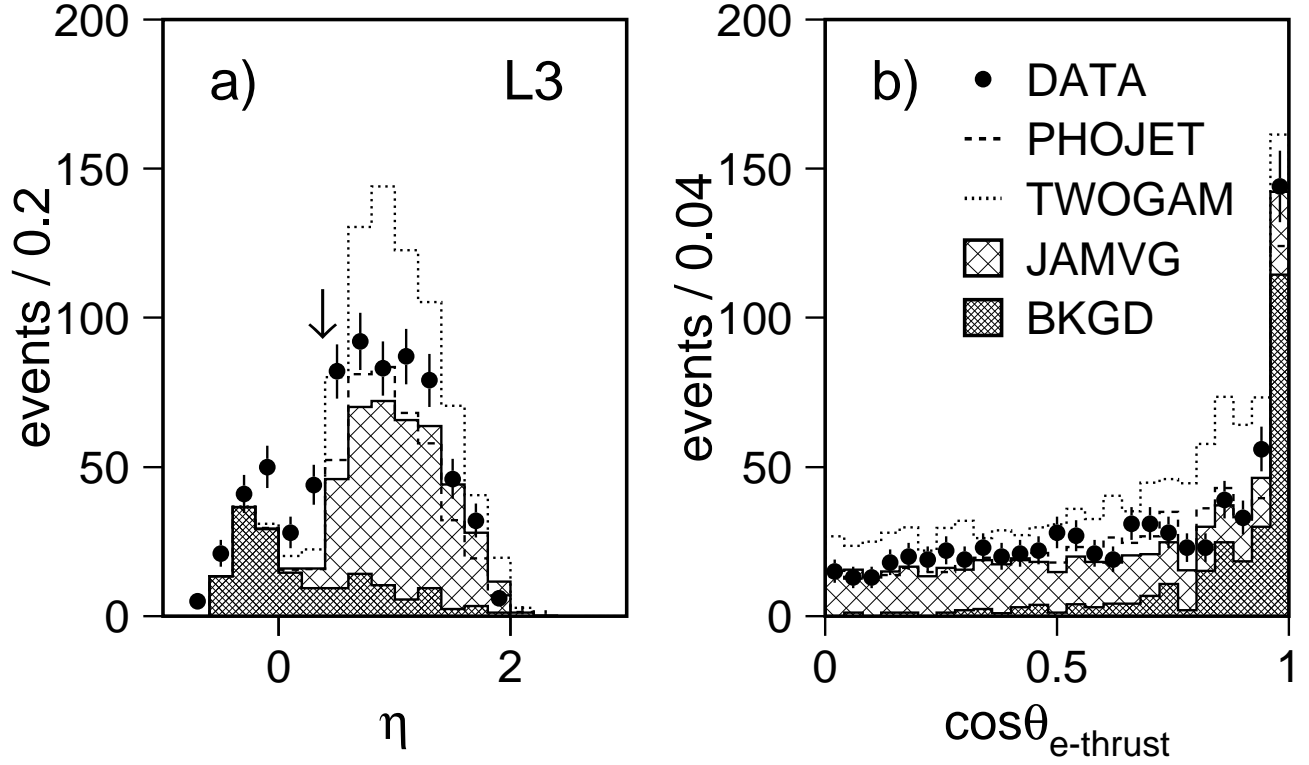 200
150
100
50
0
events / 0.2
a)
L3
0
2
η
200
150
100
50
0
events / 0.04
b)
DATA
PHOJET
TWOGAM
JAMVG
BKGD
0
0.5
1
cosθe-thrust